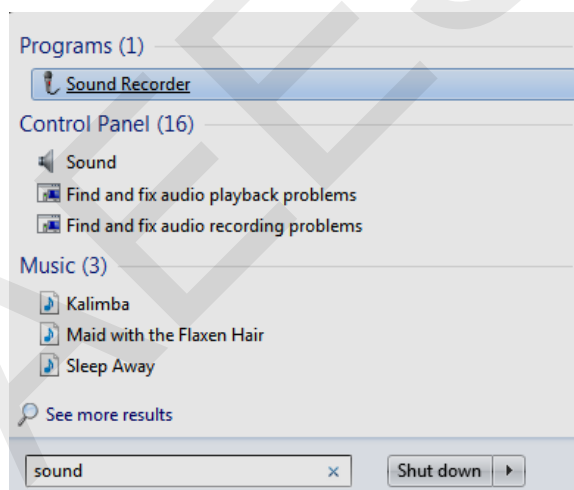 Programs (1)
Sound Recorder
Control Panel (16)
Sound
Find and fix audio playback problems
Find and fix audio recording problems
Music (3)
Kalimba
Maid with the Flaxen Hair
Sleep Away
See more results
sound
Shut down